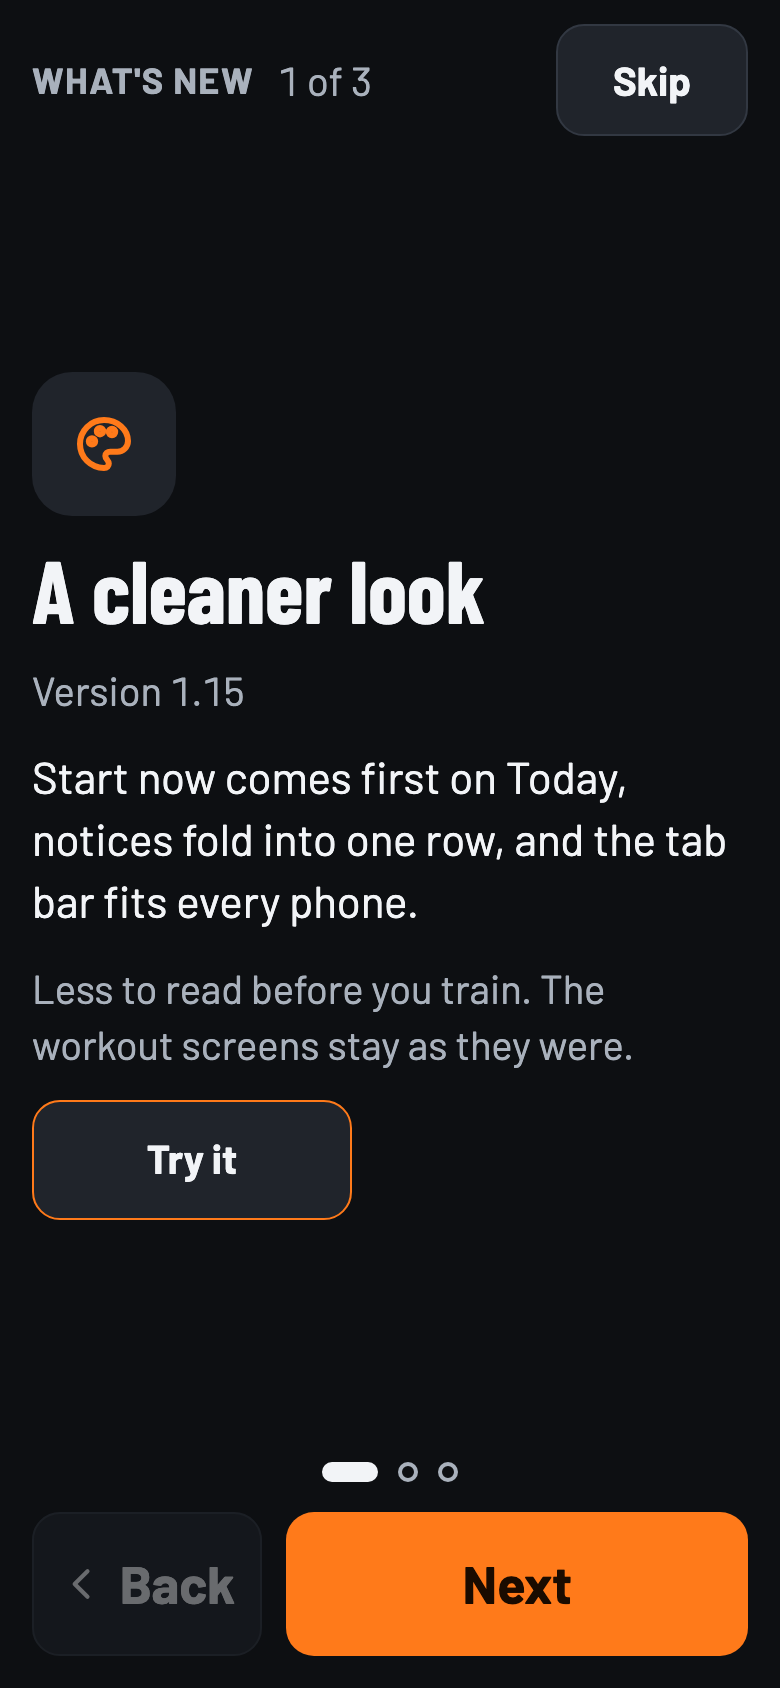 WHAT'S NEW 1 of 3
Skip
A cleaner look
Version 1.15
Start now comes first on Today,
notices fold into one row, and the tab
bar fits every phone.
Less to read before you train. The
workout screens stay as they were.
Try it
Back
Next